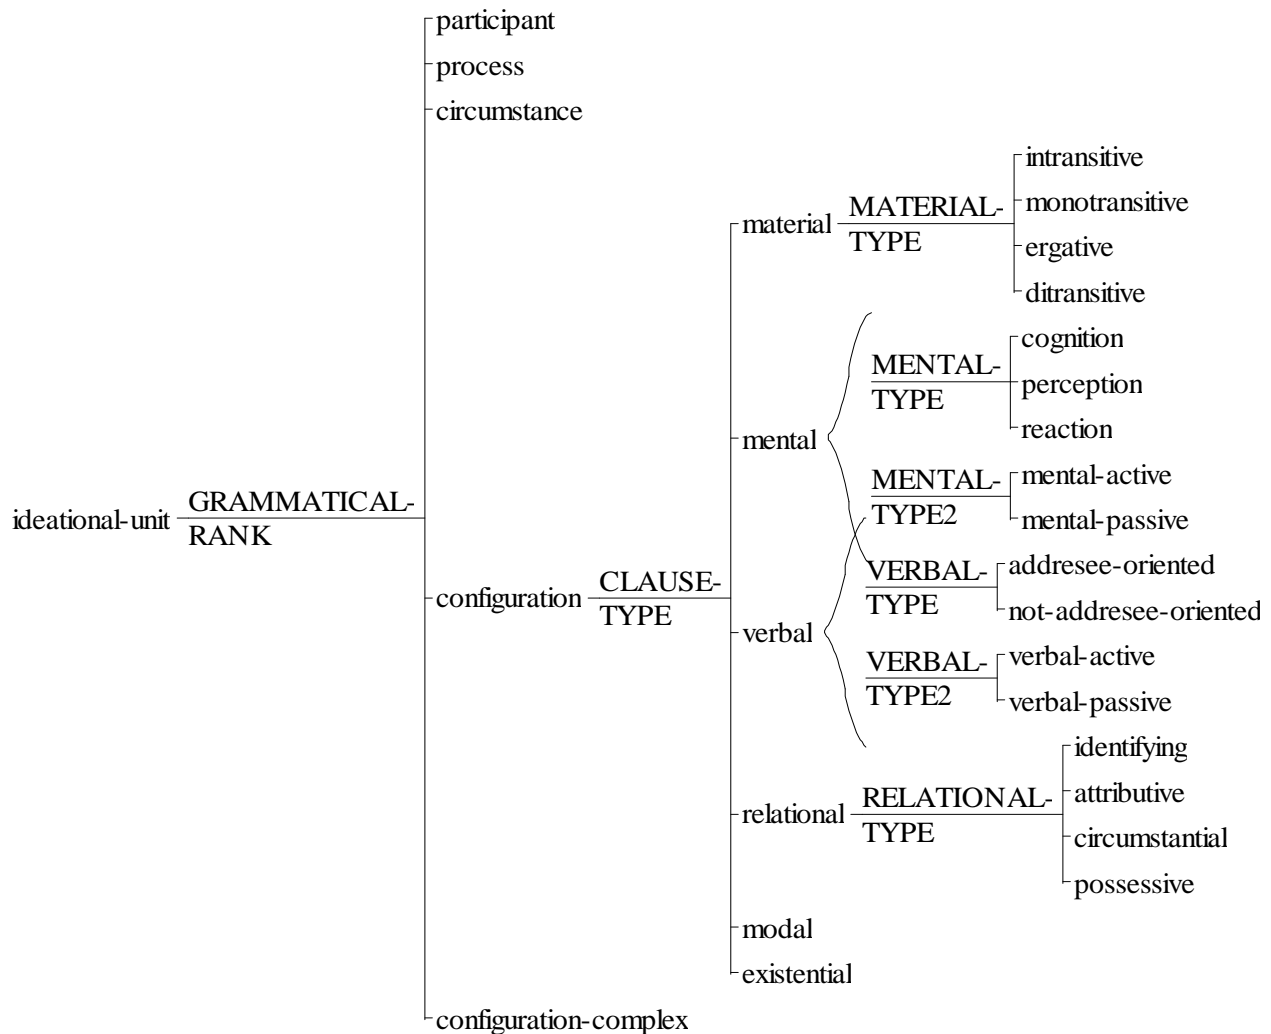 participant
process
circumstance
intransitive
monotransitive
ergative
ditransitive
material
MATERIAL-
TYPE
cognition
perception
reaction
MENTAL-
TYPE
mental
mental-active
mental-passive
MENTAL-
TYPE2
ideational-unit
GRAMMATICAL-
RANK
addresee-oriented
not-addresee-oriented
VERBAL-
TYPE
configuration
CLAUSE-
TYPE
verbal
verbal-active
verbal-passive
VERBAL-
TYPE2
identifying
attributive
circumstantial
possessive
relational
RELATIONAL-
TYPE
modal
existential
configuration-complex